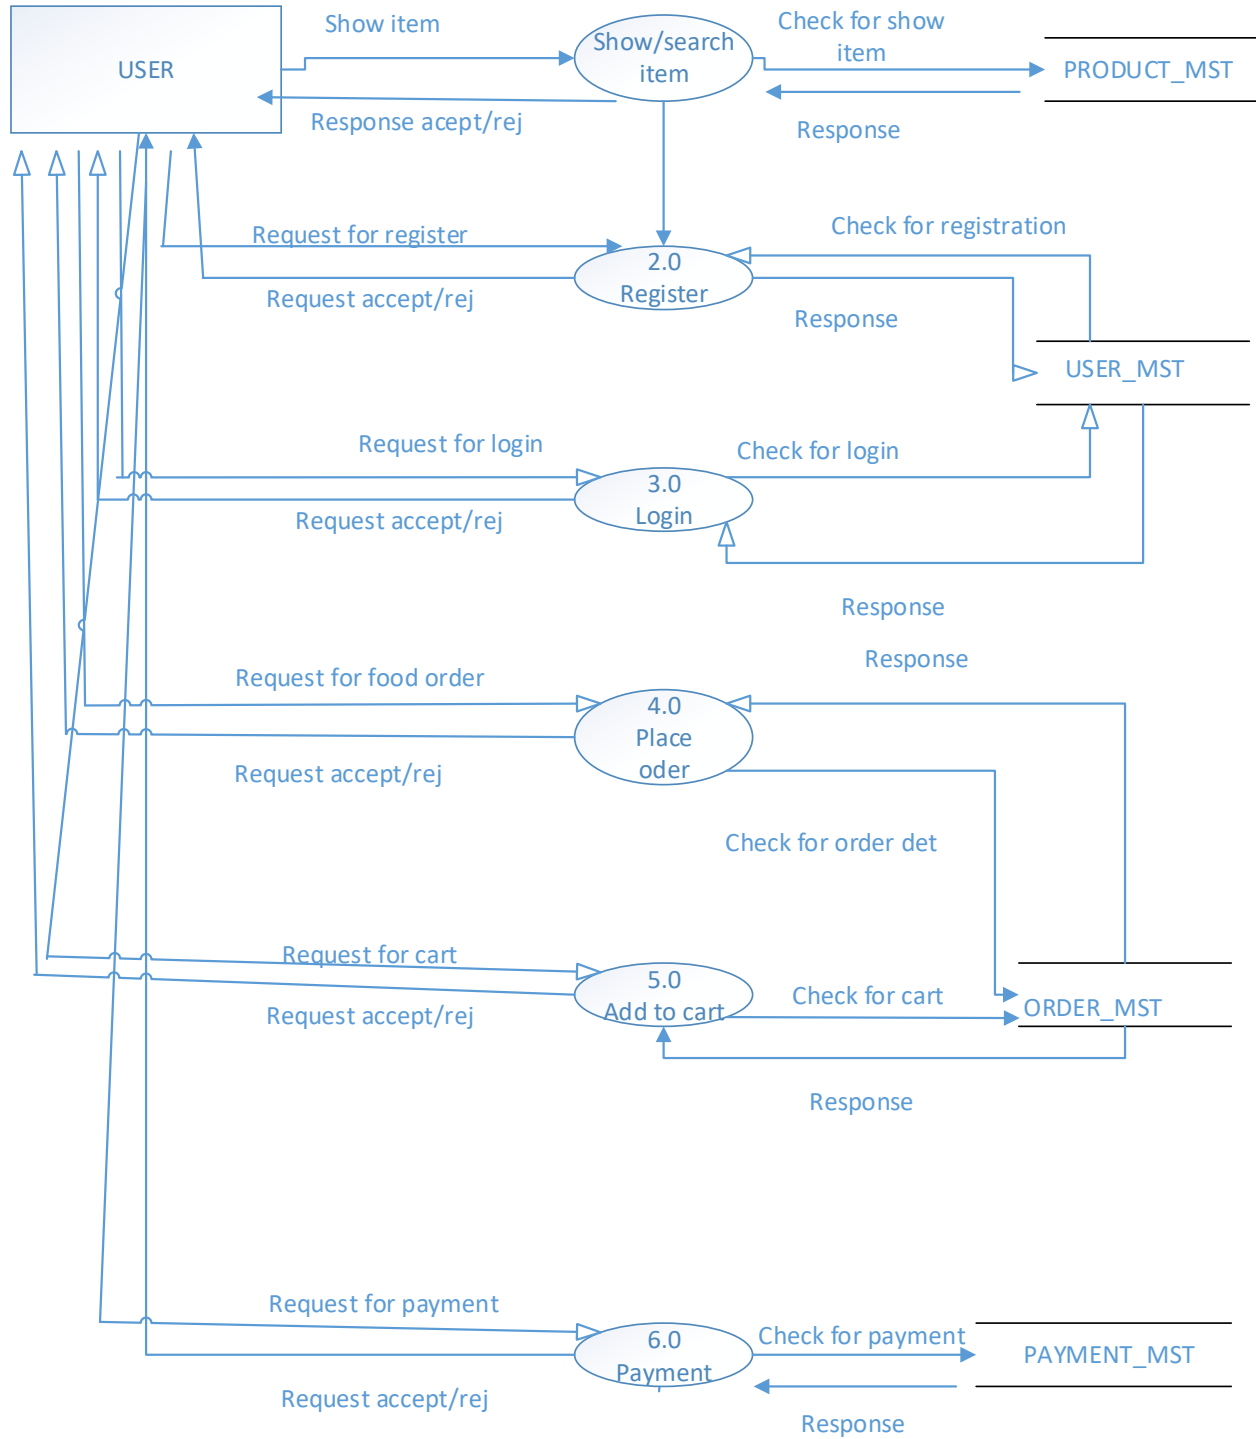 Show item
Check for show
item
USER
Show/search
item
PRODUCT_MST
Response acept/rej
Response
Request for register
Check for registration
2.0
Register
Request accept/rej
Response
USER_MST
Request for login
Check for login
3.0
Login
Request accept/rej
Response
Response
Request for food order
4.0
Place
oder
Request accept/rej
Check for order det
Request for cart
5.0
Add to cart
Check for cart
ORDER_MST
Request accept/rej
Response
Request for payment
6.0
Payment
Check for payment
PAYMENT_MST
Request accept/rej
Response